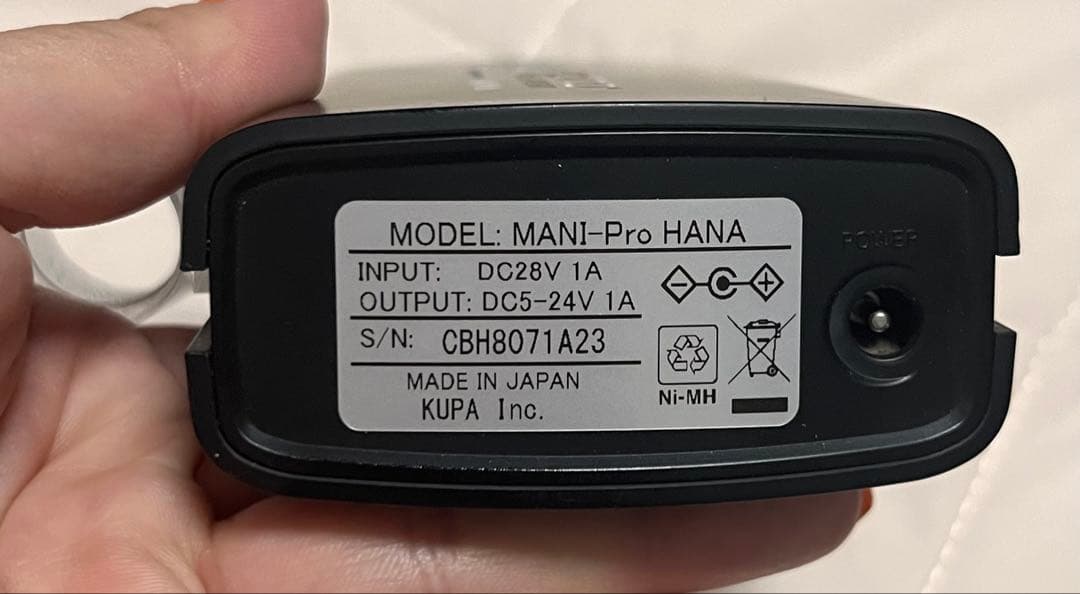 MODEL: MANI-Pro HANA
INPUT: DC28V 1A
OUTPUT: DC5-24V 1A
S/N: CBH8071A23
MADE IN JAPAN
KUPA Inc.
Ni-MH
POWER